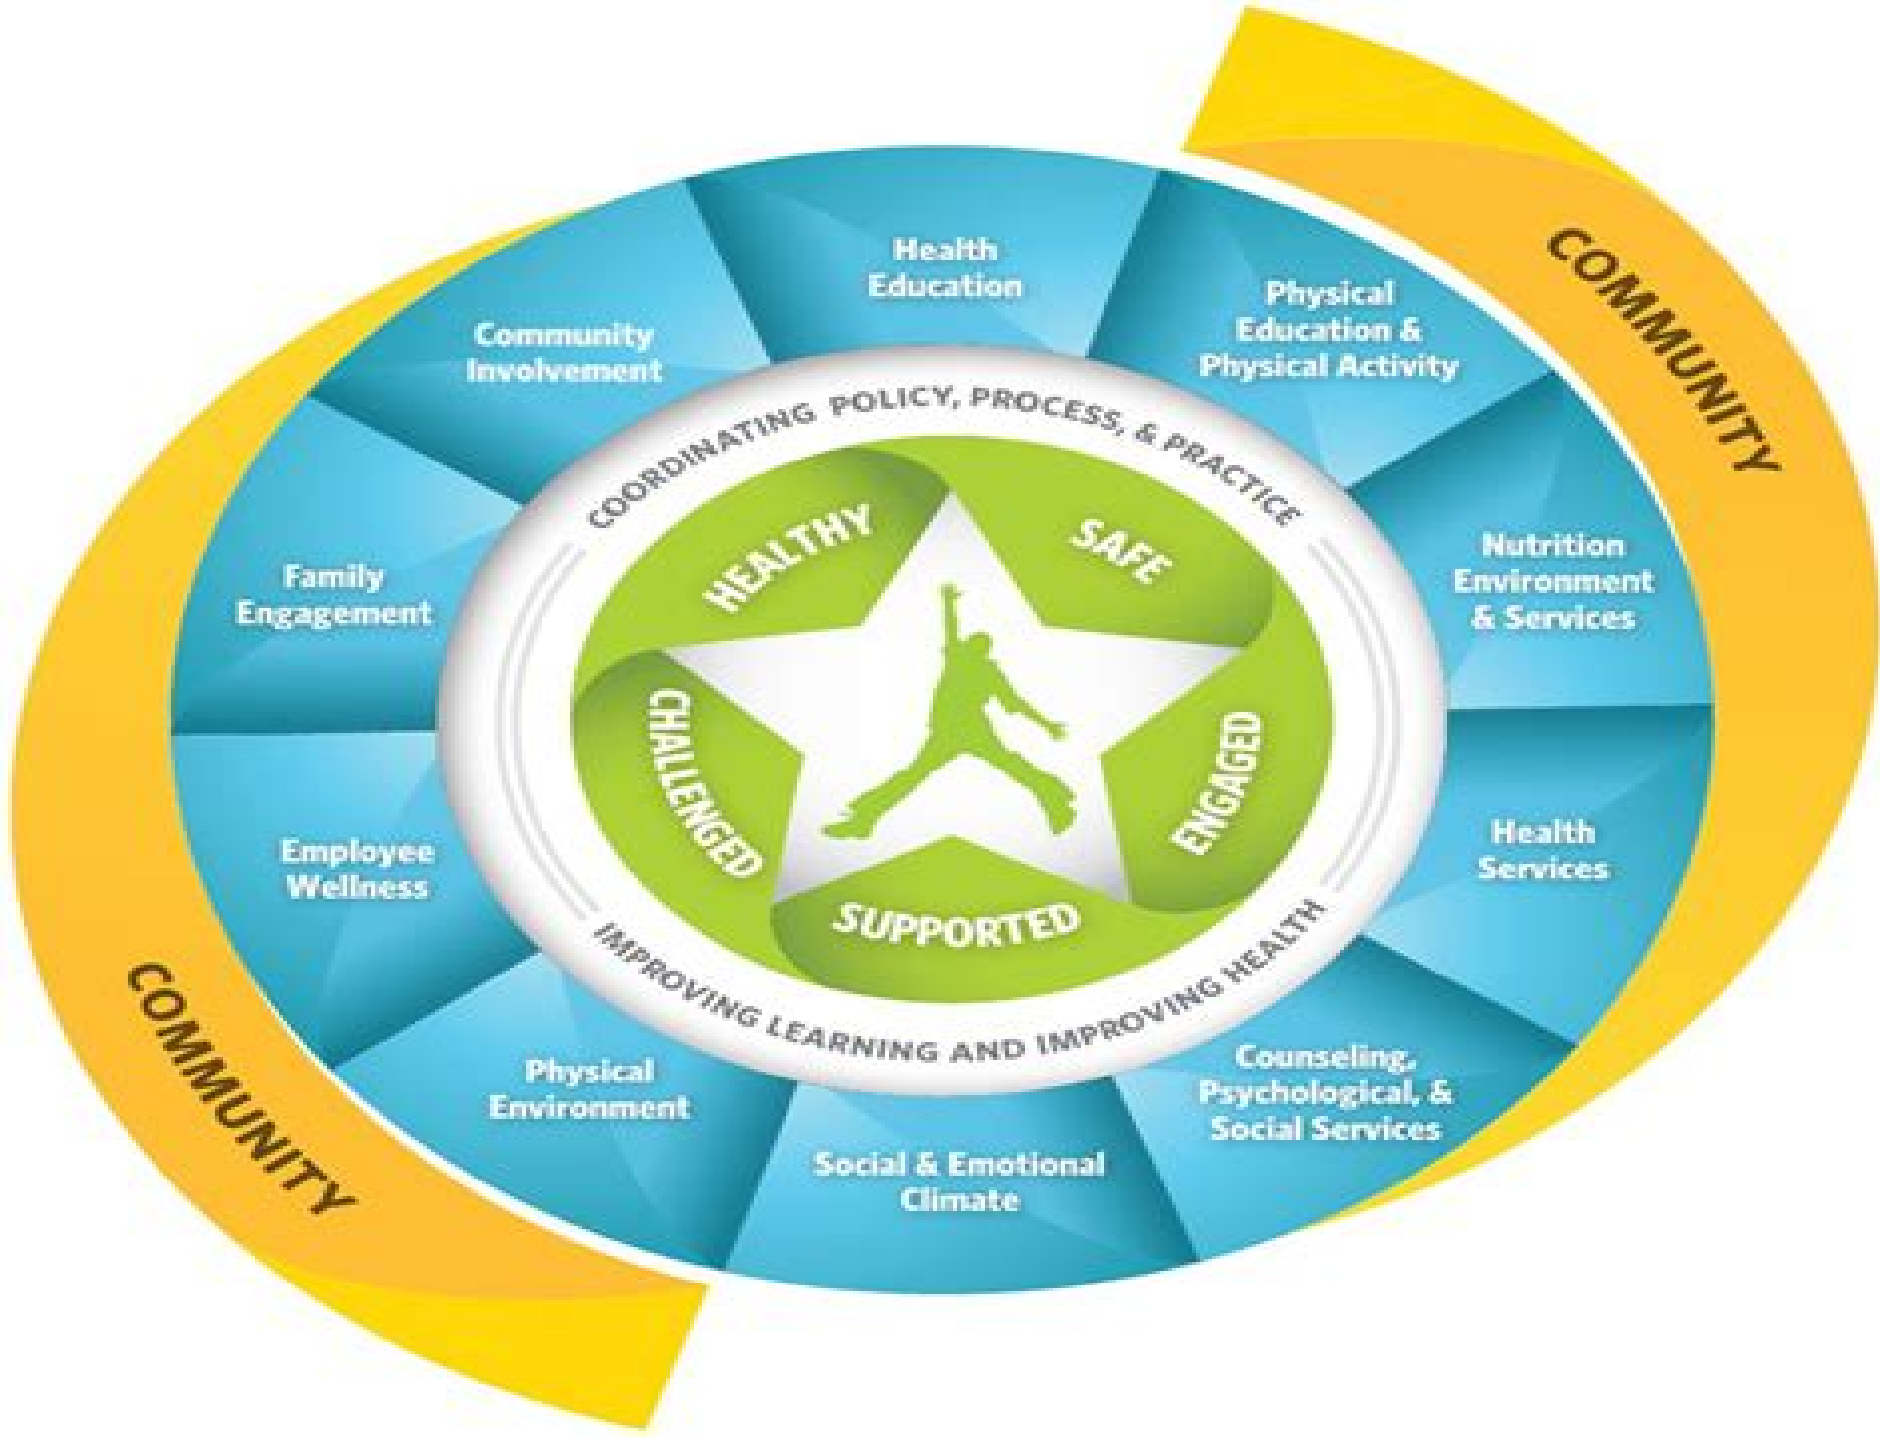 COMMUNITY
Health
Education
Physical
Education &
Physical Activity
Nutrition
Environment
& Services
Health
Services
Counseling,
Psychological, &
Social Services
Social & Emotional
Climate
Physical
Environment
Employee
Wellness
Family
Engagement
Community
Involvement
COORDINATING POLICY, PROCESS, & PRACTICE
IMPROVING LEARNING AND IMPROVING HEALTH
HEALTHY
SAFE
ENGAGED
SUPPORTED
CHALLENGED
COMMUNITY